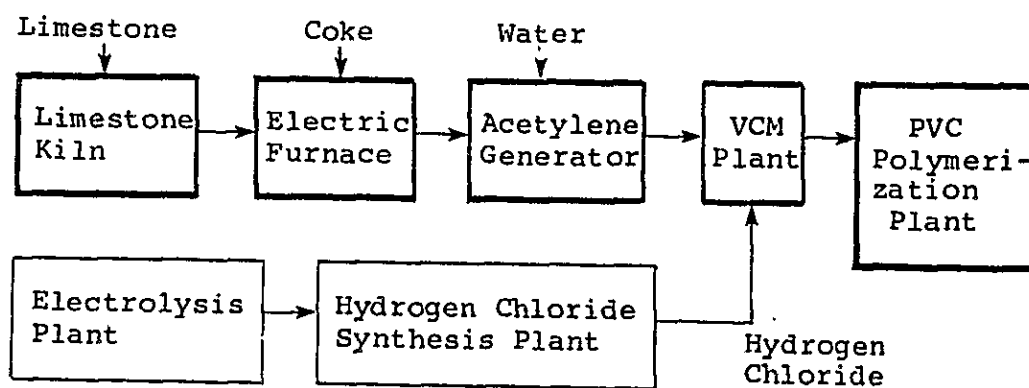 Limestone
Coke
Water
Limestone
Kiln
Electric
Furnace
Acetylene
Generator
VCM
Plant
PVC
Polymeri-
zation
Plant
Electrolysis
Plant
Hydrogen Chloride
Synthesis Plant
Hydrogen
Chloride